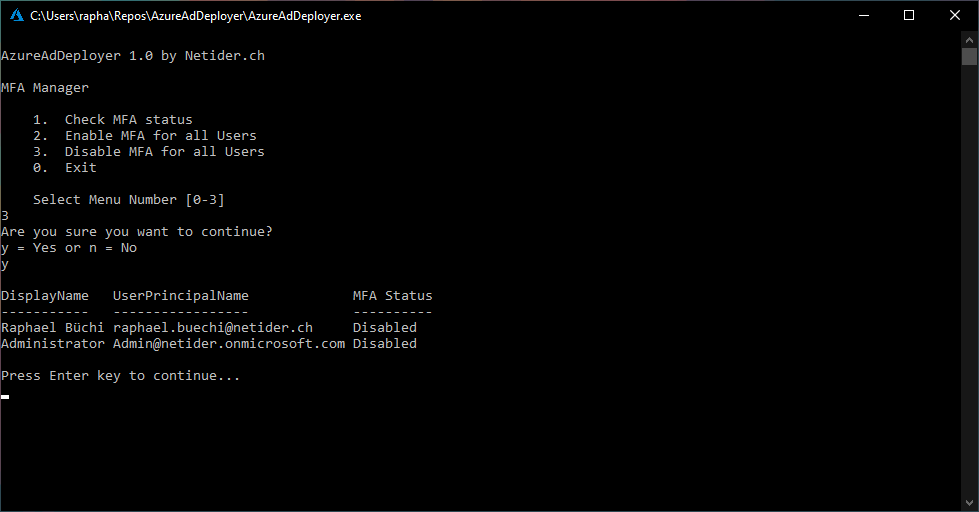 C:\Users\rapha\Repos\AzureAdDeployer\AzureAdDeployer.exe
AzureAdDeployer 1.0 by Netider.ch
MFA Manager
1.  Check MFA status
2.  Enable MFA for all Users
3.  Disable MFA for all Users
0.  Exit
Select Menu Number [0-3]
3
Are you sure you want to continue?
y = Yes or n = No
y
DisplayName   UserPrincipalName             MFA Status
-----------   -----------------             ----------
Raphael Büchi raphael.buechi@netider.ch     Disabled
Administrator Admin@netider.onmicrosoft.com Disabled
Press Enter key to continue...